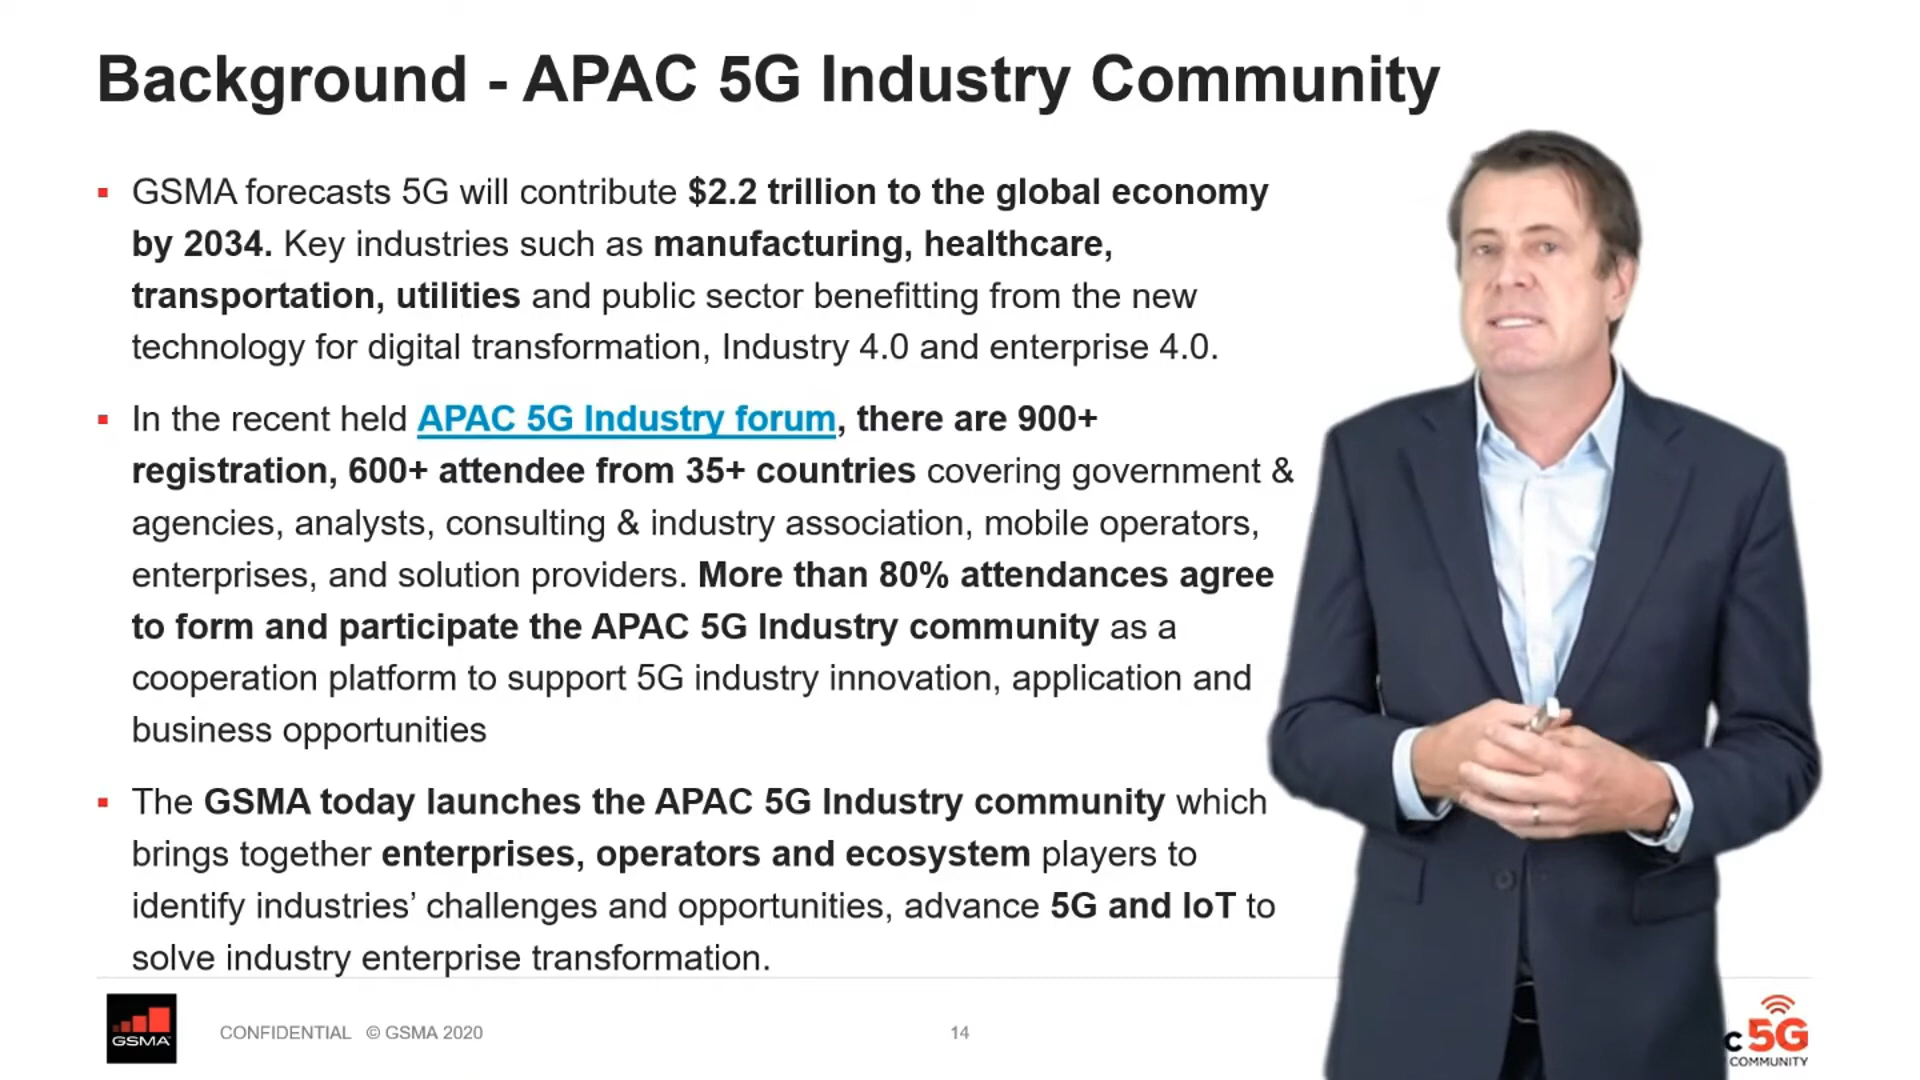 Background - APAC 5G Industry Community
▪ GSMA forecasts 5G will contribute $2.2 trillion to the global economy
by 2034. Key industries such as manufacturing, healthcare,
transportation, utilities and public sector benefitting from the new
technology for digital transformation, Industry 4.0 and enterprise 4.0.
▪ In the recent held APAC 5G Industry forum, there are 900+
registration, 600+ attendee from 35+ countries covering government &
agencies, analysts, consulting & industry association, mobile operators,
enterprises, and solution providers. More than 80% attendances agree
to form and participate the APAC 5G Industry community as a
cooperation platform to support 5G industry innovation, application and
business opportunities
▪ The GSMA today launches the APAC 5G Industry community which
brings together enterprises, operators and ecosystem players to
identify industries’ challenges and opportunities, advance 5G and IoT to
solve industry enterprise transformation.
GSMA
CONFIDENTIAL © GSMA 2020
14
C 5G
COMMUNITY